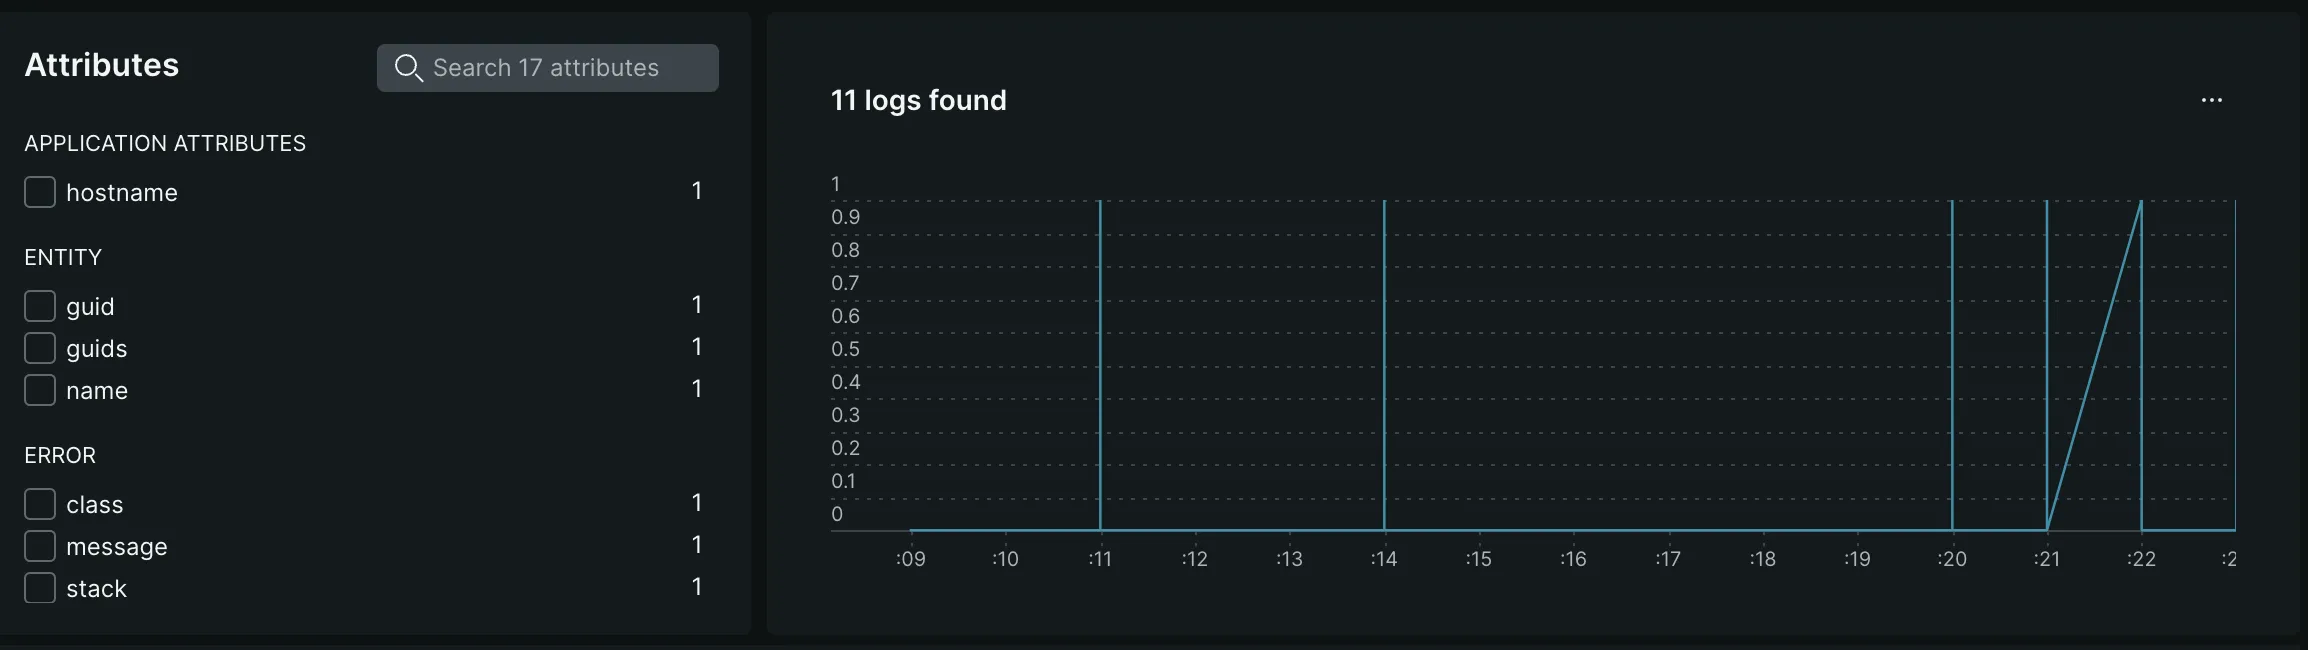 Attributes
Search 17 attributes
APPLICATION ATTRIBUTES
hostname 1
ENTITY
guid 1
guids 1
name 1
ERROR
class 1
message 1
stack 1
11 logs found
...
1
0.9
0.8
0.7
0.6
0.5
0.4
0.3
0.2
0.1
0
:09 :10 :11 :12 :13 :14 :15 :16 :17 :18 :19 :20 :21 :22